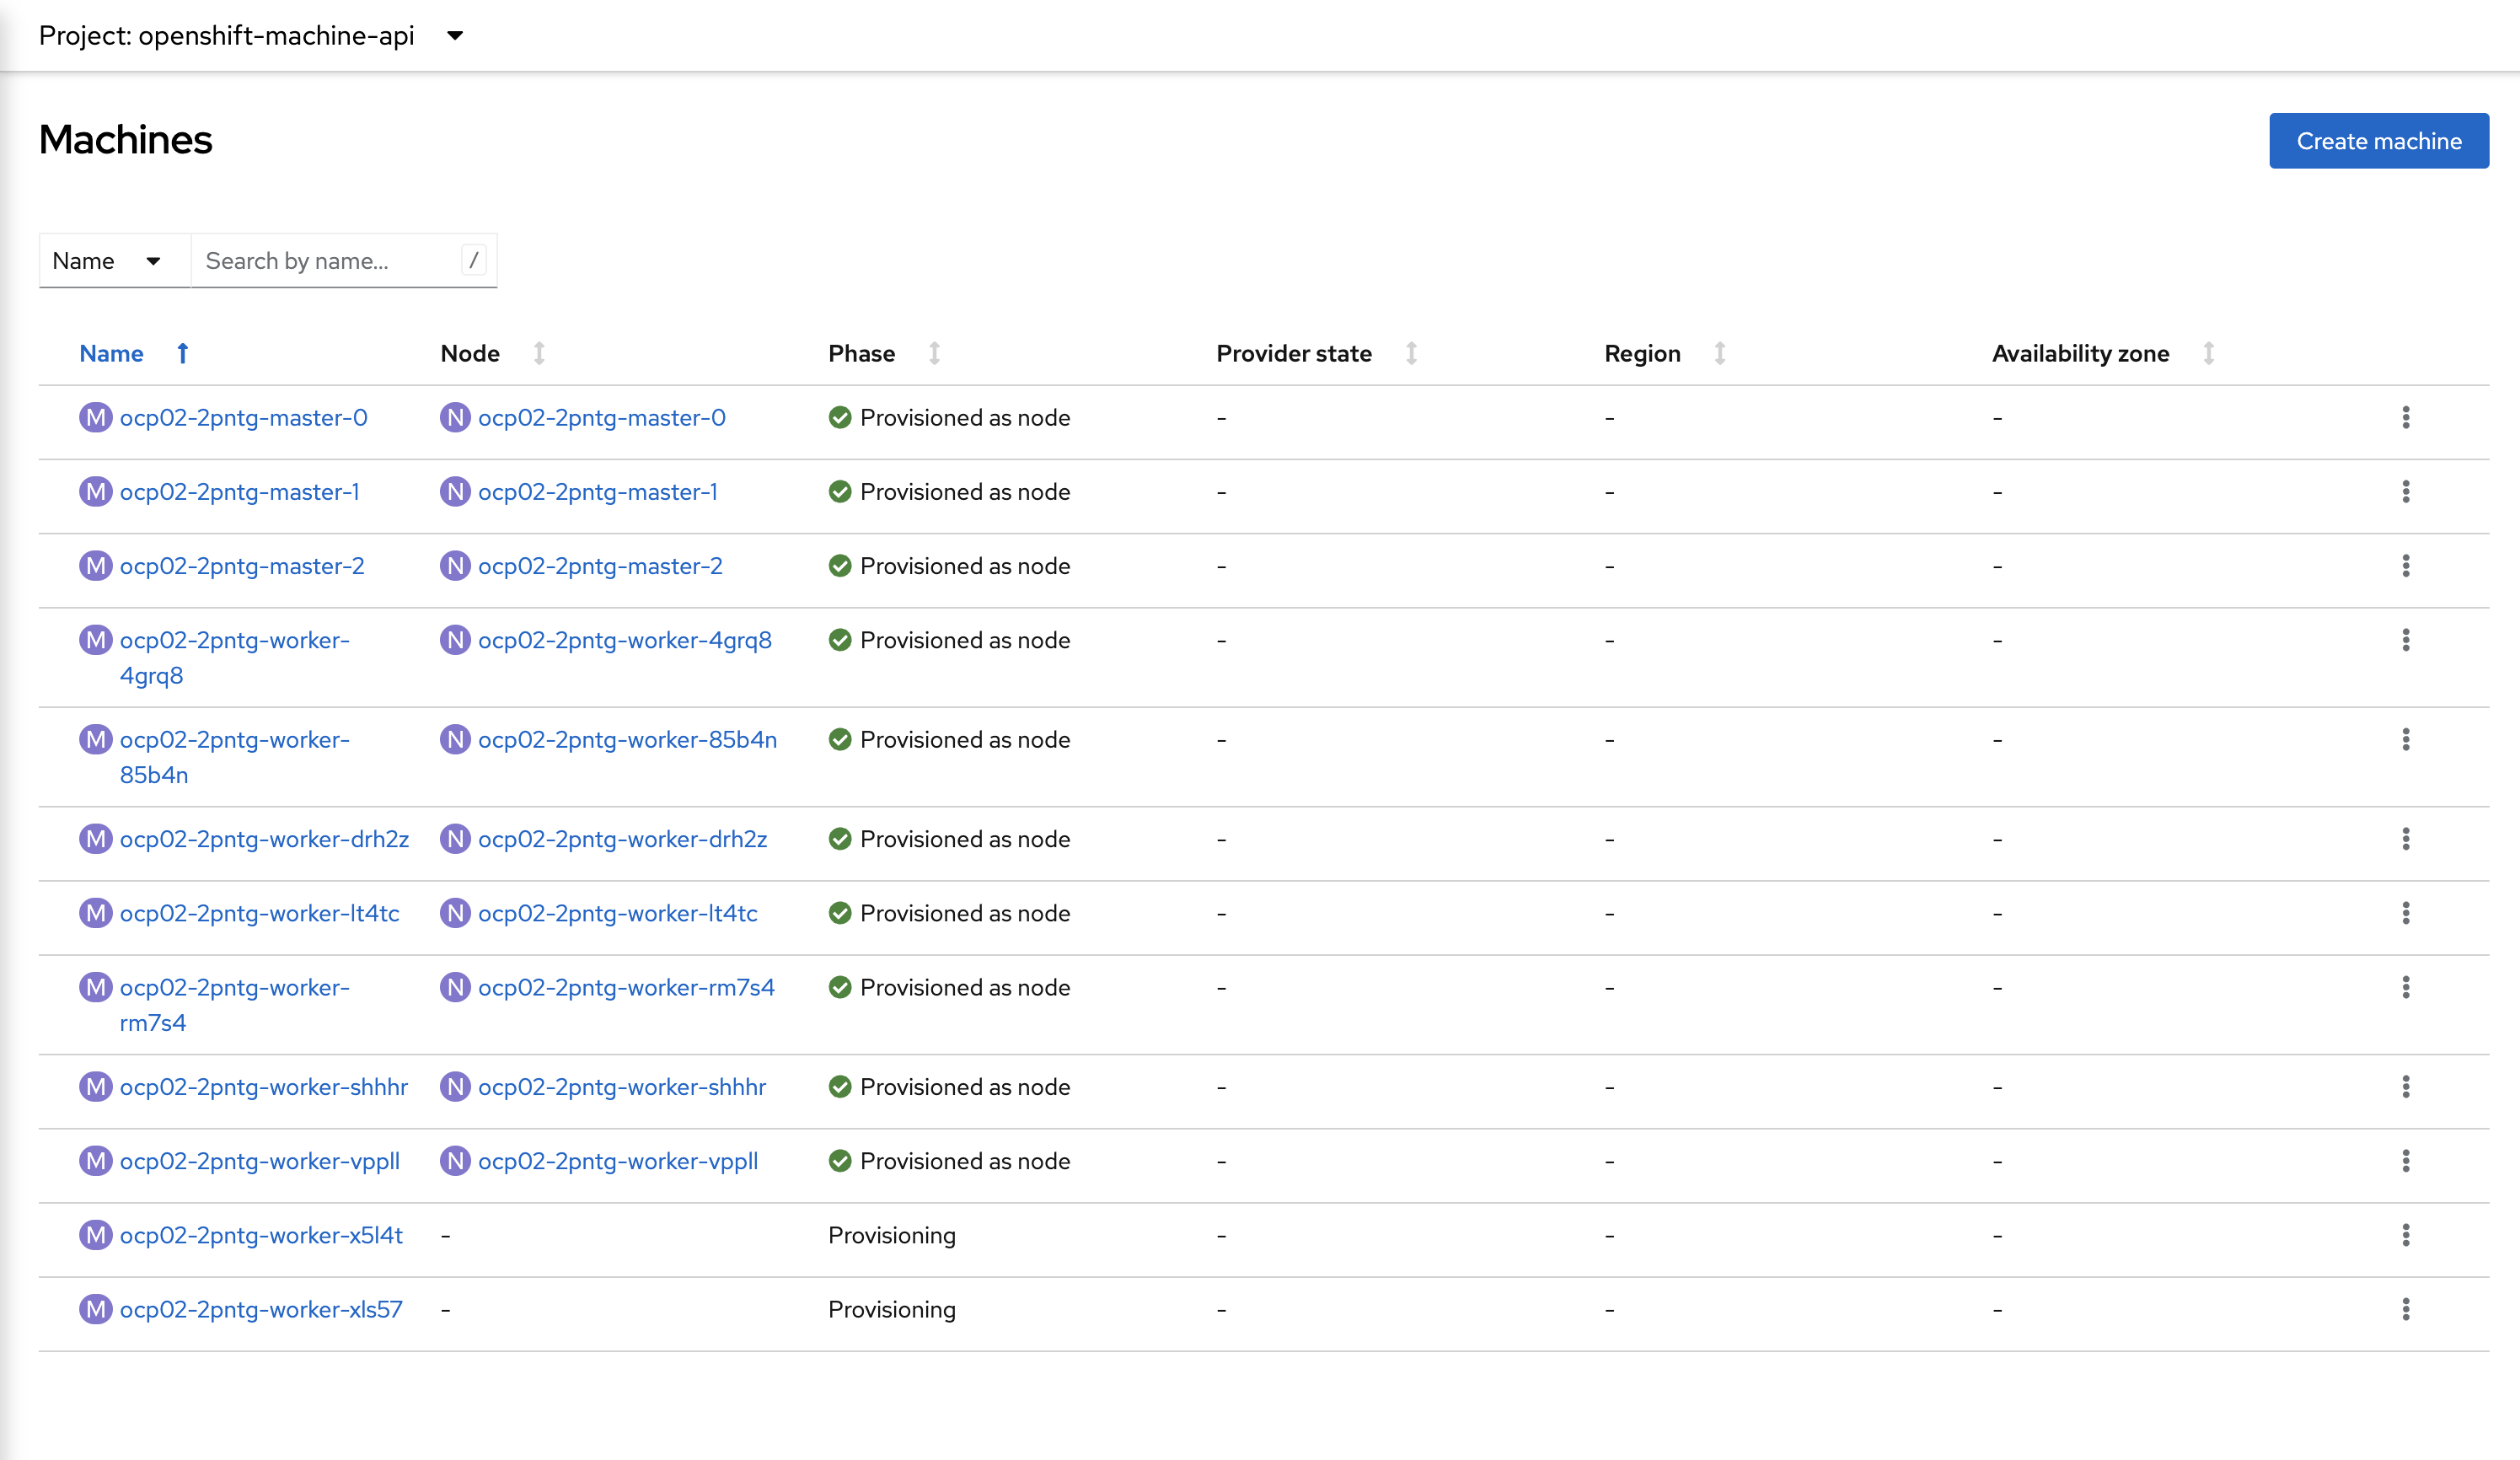 Project: openshift-machine-api
Machines
Create machine
Name
Search by name...
/
Name Node Phase Provider state Region Availability zone
M ocp02-2pntg-master-0 N ocp02-2pntg-master-0 Provisioned as node - - -
M ocp02-2pntg-master-1 N ocp02-2pntg-master-1 Provisioned as node - - -
M ocp02-2pntg-master-2 N ocp02-2pntg-master-2 Provisioned as node - - -
M ocp02-2pntg-worker- N ocp02-2pntg-worker-4grq8 Provisioned as node - - -
4grq8
M ocp02-2pntg-worker- N ocp02-2pntg-worker-85b4n Provisioned as node - - -
85b4n
M ocp02-2pntg-worker-drh2z N ocp02-2pntg-worker-drh2z Provisioned as node - - -
M ocp02-2pntg-worker-lt4tc N ocp02-2pntg-worker-lt4tc Provisioned as node - - -
M ocp02-2pntg-worker- N ocp02-2pntg-worker-rm7s4 Provisioned as node - - -
rm7s4
M ocp02-2pntg-worker-shhhr N ocp02-2pntg-worker-shhhr Provisioned as node - - -
M ocp02-2pntg-worker-vppll N ocp02-2pntg-worker-vppll Provisioned as node - - -
M ocp02-2pntg-worker-x5l4t - Provisioning - - -
M ocp02-2pntg-worker-xls57 - Provisioning - - -